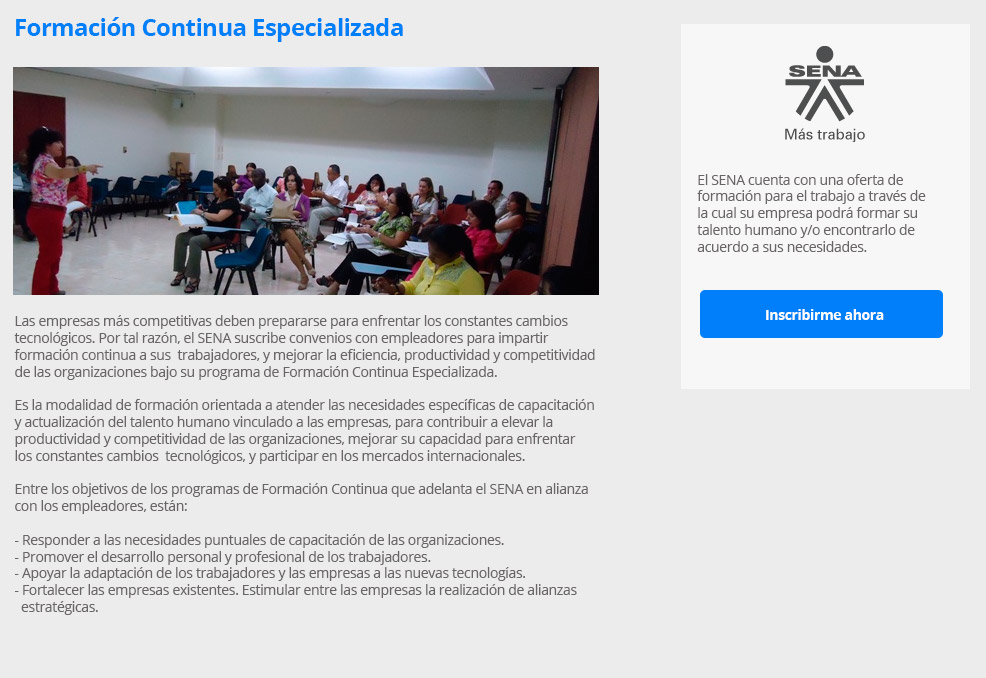 Formación Continua Especializada
Las empresas más competitivas deben prepararse para enfrentar los constantes cambios
tecnológicos. Por tal razón, el SENA suscribe convenios con empleadores para impartir
formación continua a sus  trabajadores, y mejorar la eficiencia, productividad y competitividad
de las organizaciones bajo su programa de Formación Continua Especializada.
Es la modalidad de formación orientada a atender las necesidades específicas de capacitación
y actualización del talento humano vinculado a las empresas, para contribuir a elevar la
productividad y competitividad de las organizaciones, mejorar su capacidad para enfrentar
los constantes cambios  tecnológicos, y participar en los mercados internacionales.
Entre los objetivos de los programas de Formación Continua que adelanta el SENA en alianza
con los empleadores, están:
- Responder a las necesidades puntuales de capacitación de las organizaciones.
- Promover el desarrollo personal y profesional de los trabajadores.
- Apoyar la adaptación de los trabajadores y las empresas a las nuevas tecnologías.
- Fortalecer las empresas existentes. Estimular entre las empresas la realización de alianzas
estratégicas.
SENA
Más trabajo
El SENA cuenta con una oferta de
formación para el trabajo a través de
la cual su empresa podrá formar su
talento humano y/o encontrarlo de
acuerdo a sus necesidades.
Inscribirme ahora